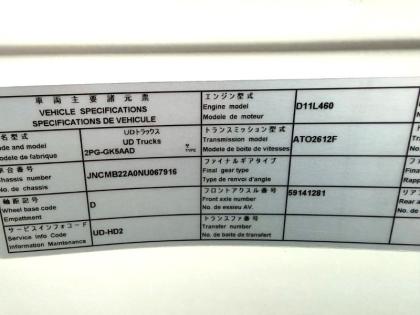 車両主要諸元票
VEHICLE SPECIFICATIONS
SPECIFICATIONS DE VEHICULE
名型式
ode and model
Modele de fabrique
UDトラックス
UD Trucks
2PG-GK5AAD
車台番号
Chassis number
No. de chassis
JNCMB22A0NU067916
軸距記号
Wheel base code
Empattment
D
サービスインフォコード
Service Info Code
Information Maintenance
UD-HD2
エンジン型式
Engine model
Modele de moteur
D11L460
トランスミッション型式
Transmission model
Modele de boite de vitesses
ATO2612F
ファイナルギアタイプ
Final gear type
Type de renvoi d'angle
フロントアクスル番号
Front axle number
No. de essieu AV.
59141281
トランスファ番号
Transfer number
No. de boite de transfert